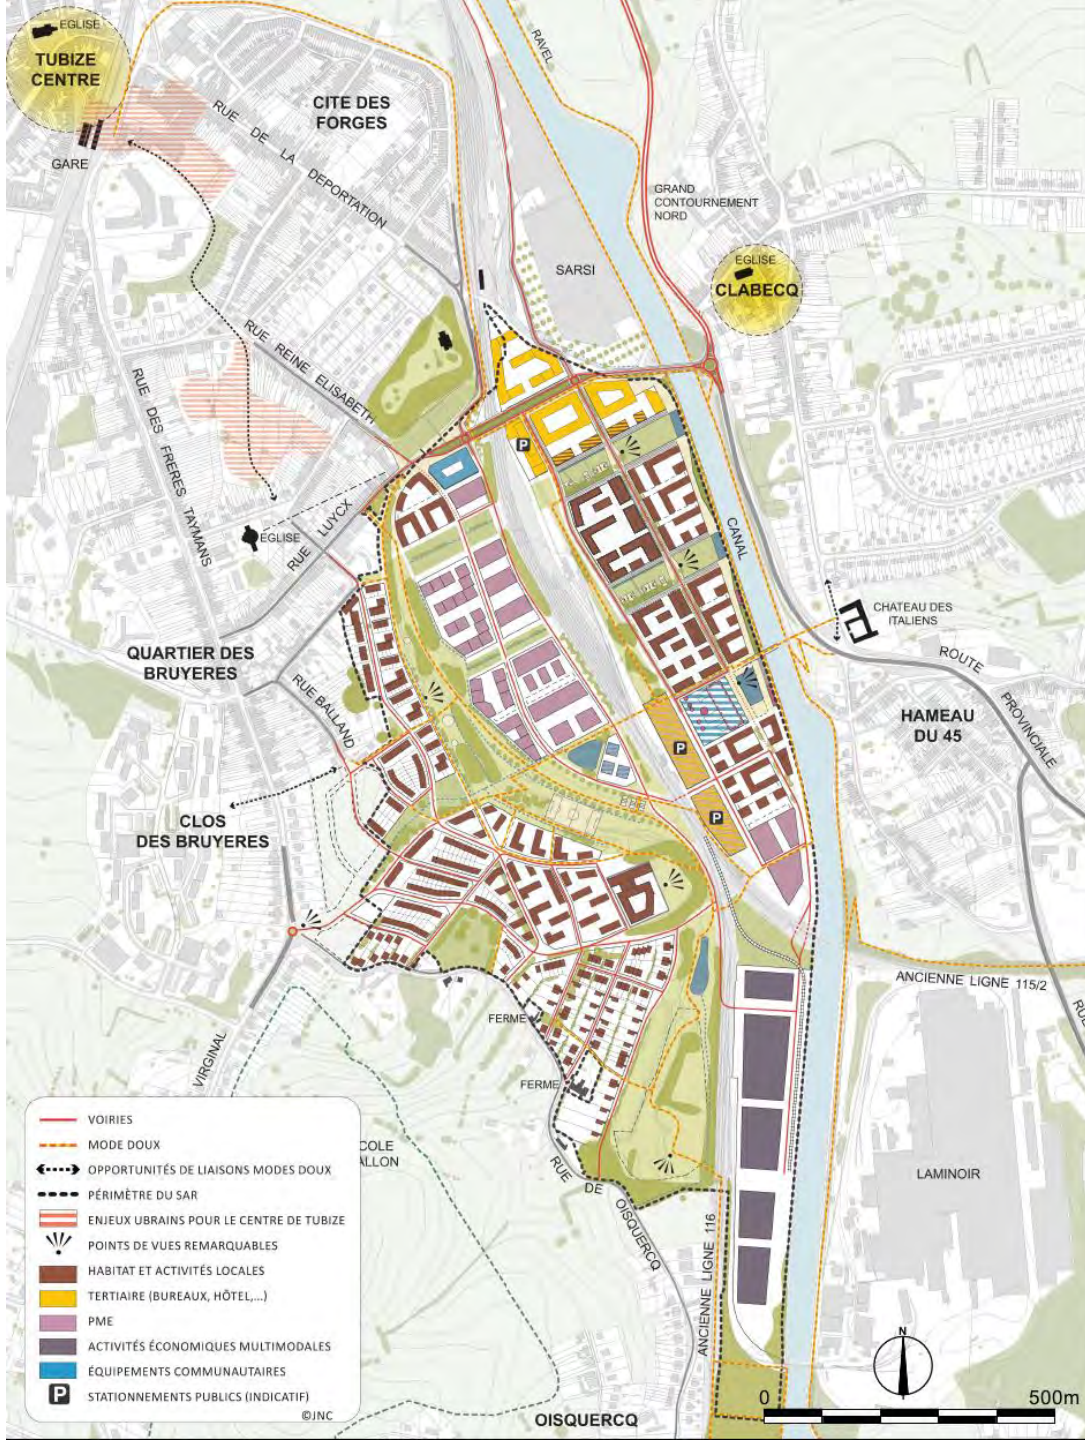 EGLISE
TUBIZE
CENTRE
GARE
CITE DES
FORGES
RUE DE LA DEPORTATION
RAVEL
GRAND
CONTOURNEMENT
NORD
SARSI
EGLISE
CLABECQ
RUE REINE ELISABETH
RUE DES FRERES TAYMANS
P
EGLISE
RUE LUYCX
CANAL
CHATEAU DES
ITALIENS
QUARTIER DES
BRUYERES
RUE BALLAND
ROUTE PROVINCIALE
HAMEAU
DU 45
P
P
CLOS
DES BRUYERES
ANCIENNE LIGNE 115/2
RUE
FERME
FERME
VIRGINAL
COLE
ALLON
LAMINOIR
RUE DE OISQUERCQ
ANCIENNE LIGNE 116
VOIRIES
MODE DOUX
OPPORTUNITÉS DE LIAISONS MODES DOUX
PÉRIMÈTRE DU SAR
ENJEUX UBRAINS POUR LE CENTRE DE TUBIZE
POINTS DE VUES REMARQUABLES
HABITAT ET ACTIVITÉS LOCALES
TERTIAIRE (BUREAUX, HÔTEL,...)
PME
ACTIVITÉS ÉCONOMIQUES MULTIMODALES
ÉQUIPEMENTS COMMUNAUTAIRES
P STATIONNEMENTS PUBLICS (INDICATIF)
©JNC
N
0 500m
OISQUERCQ